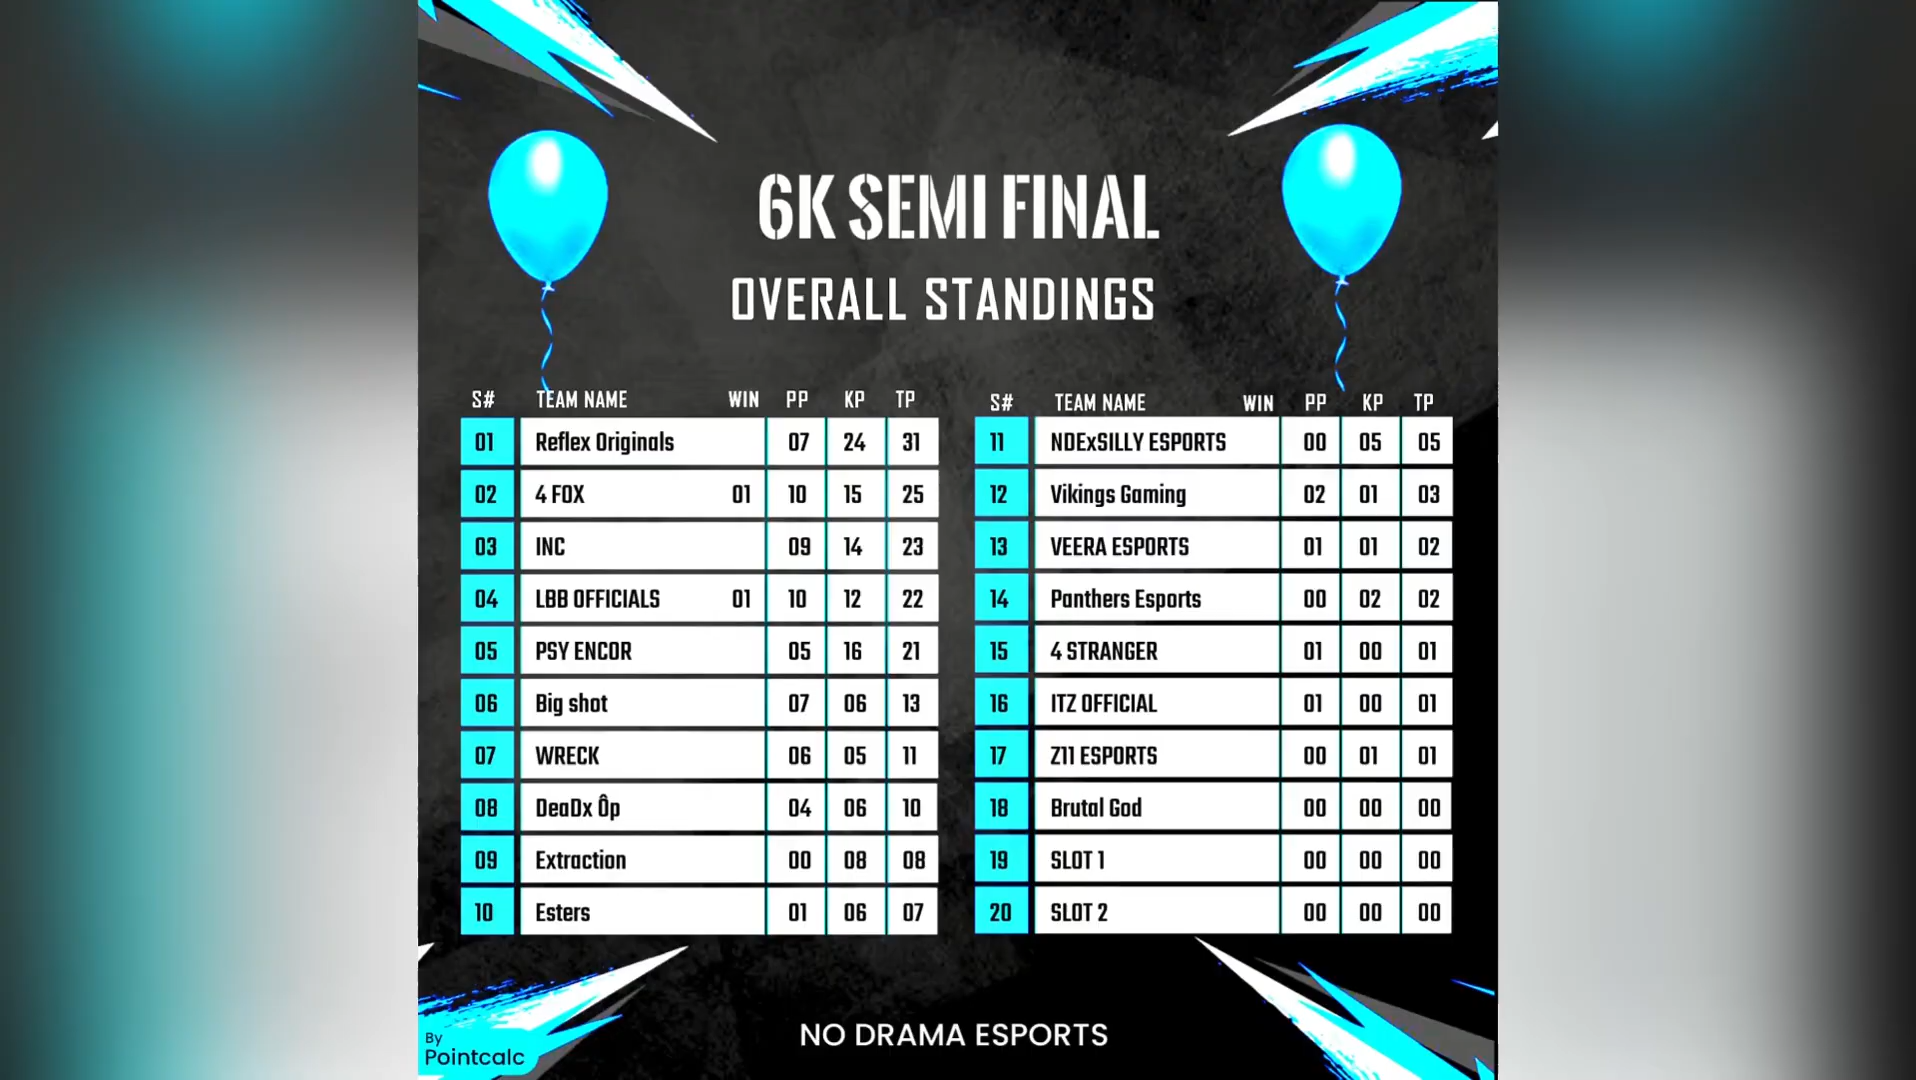 6K SEMI FINAL
OVERALL STANDINGS
S# TEAM NAME WIN PP KP TP
01 Reflex Originals 07 24 31
02 4 FOX 01 10 15 25
03 INC 09 14 23
04 LBB OFFICIALS 01 10 12 22
05 PSY ENCOR 05 16 21
06 Big shot 07 06 13
07 WRECK 06 05 11
08 DeaDx Ôp 04 06 10
09 Extraction 00 08 08
10 Esters 01 06 07
S# TEAM NAME WIN PP KP TP
11 NDExSILLY ESPORTS 00 05 05
12 Vikings Gaming 02 01 03
13 VEERA ESPORTS 01 01 02
14 Panthers Esports 00 02 02
15 4 STRANGER 01 00 01
16 ITZ OFFICIAL 01 00 01
17 Z11 ESPORTS 00 01 01
18 Brutal God 00 00 00
19 SLOT 1 00 00 00
20 SLOT 2 00 00 00
NO DRAMA ESPORTS
By
Pointcalc